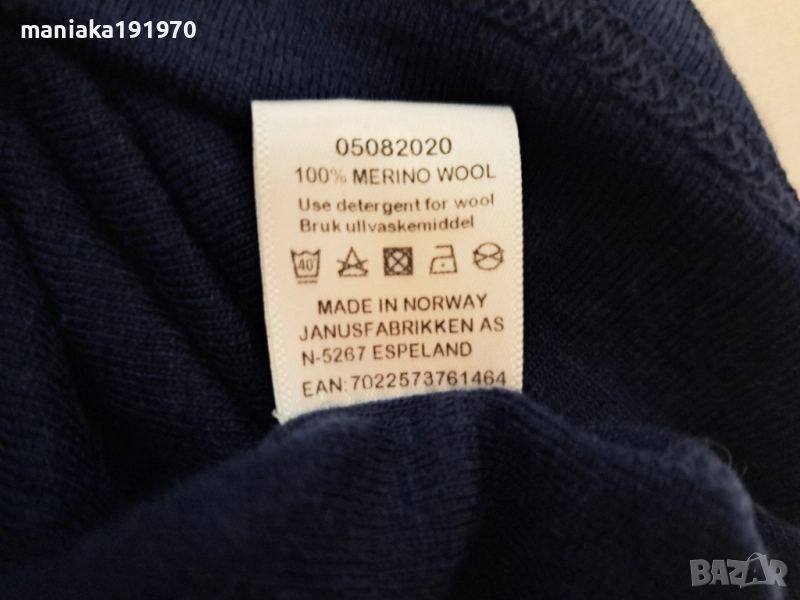 maniaka191970
05082020
100% MERINO WOOL
Use detergent for wool
Bruk ullvaskemiddel
40°
MADE IN NORWAY
JANUSFABRIKKEN AS
N-5267 ESPELAND
EAN:7022573761464
BAZAR